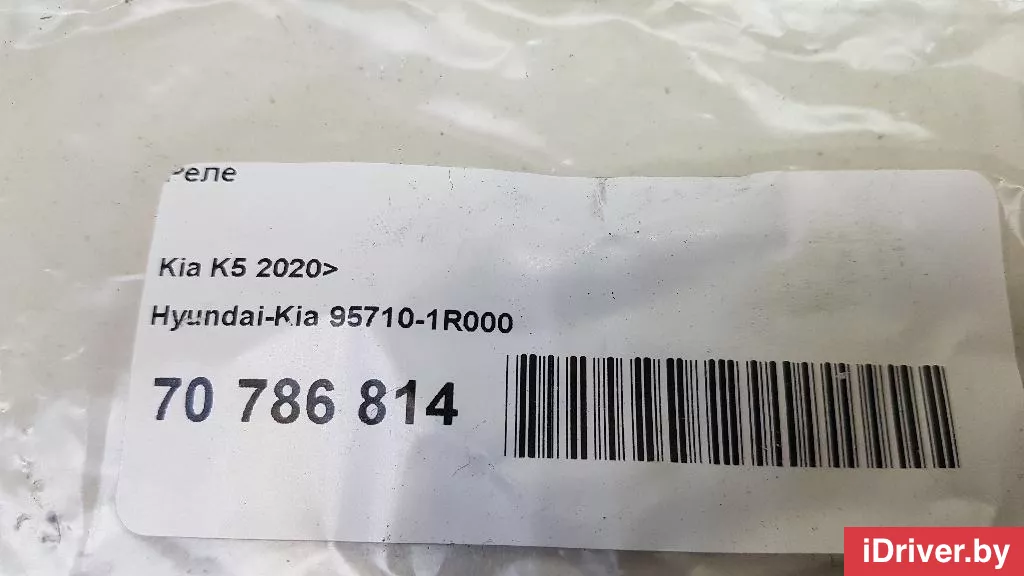 Реле
Kia K5 2020>
Hyundai-Kia 95710-1R000
70 786 814
iDriver.by